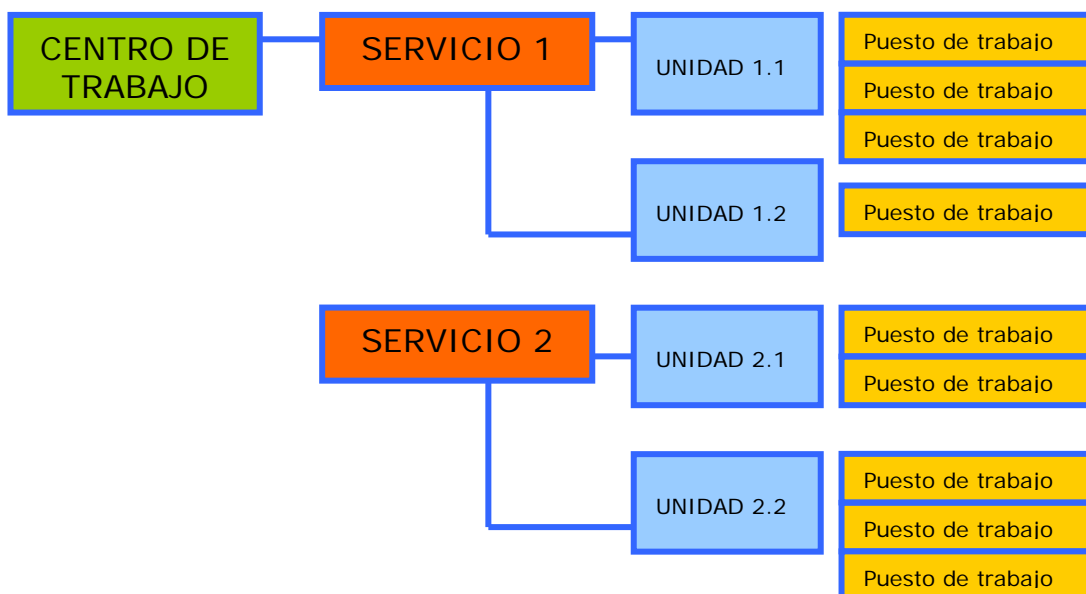 CENTRO DE
TRABAJO
SERVICIO 1
UNIDAD 1.1
Puesto de trabajo
Puesto de trabajo
Puesto de trabajo
UNIDAD 1.2
Puesto de trabajo
SERVICIO 2
UNIDAD 2.1
Puesto de trabajo
Puesto de trabajo
UNIDAD 2.2
Puesto de trabajo
Puesto de trabajo
Puesto de trabajo